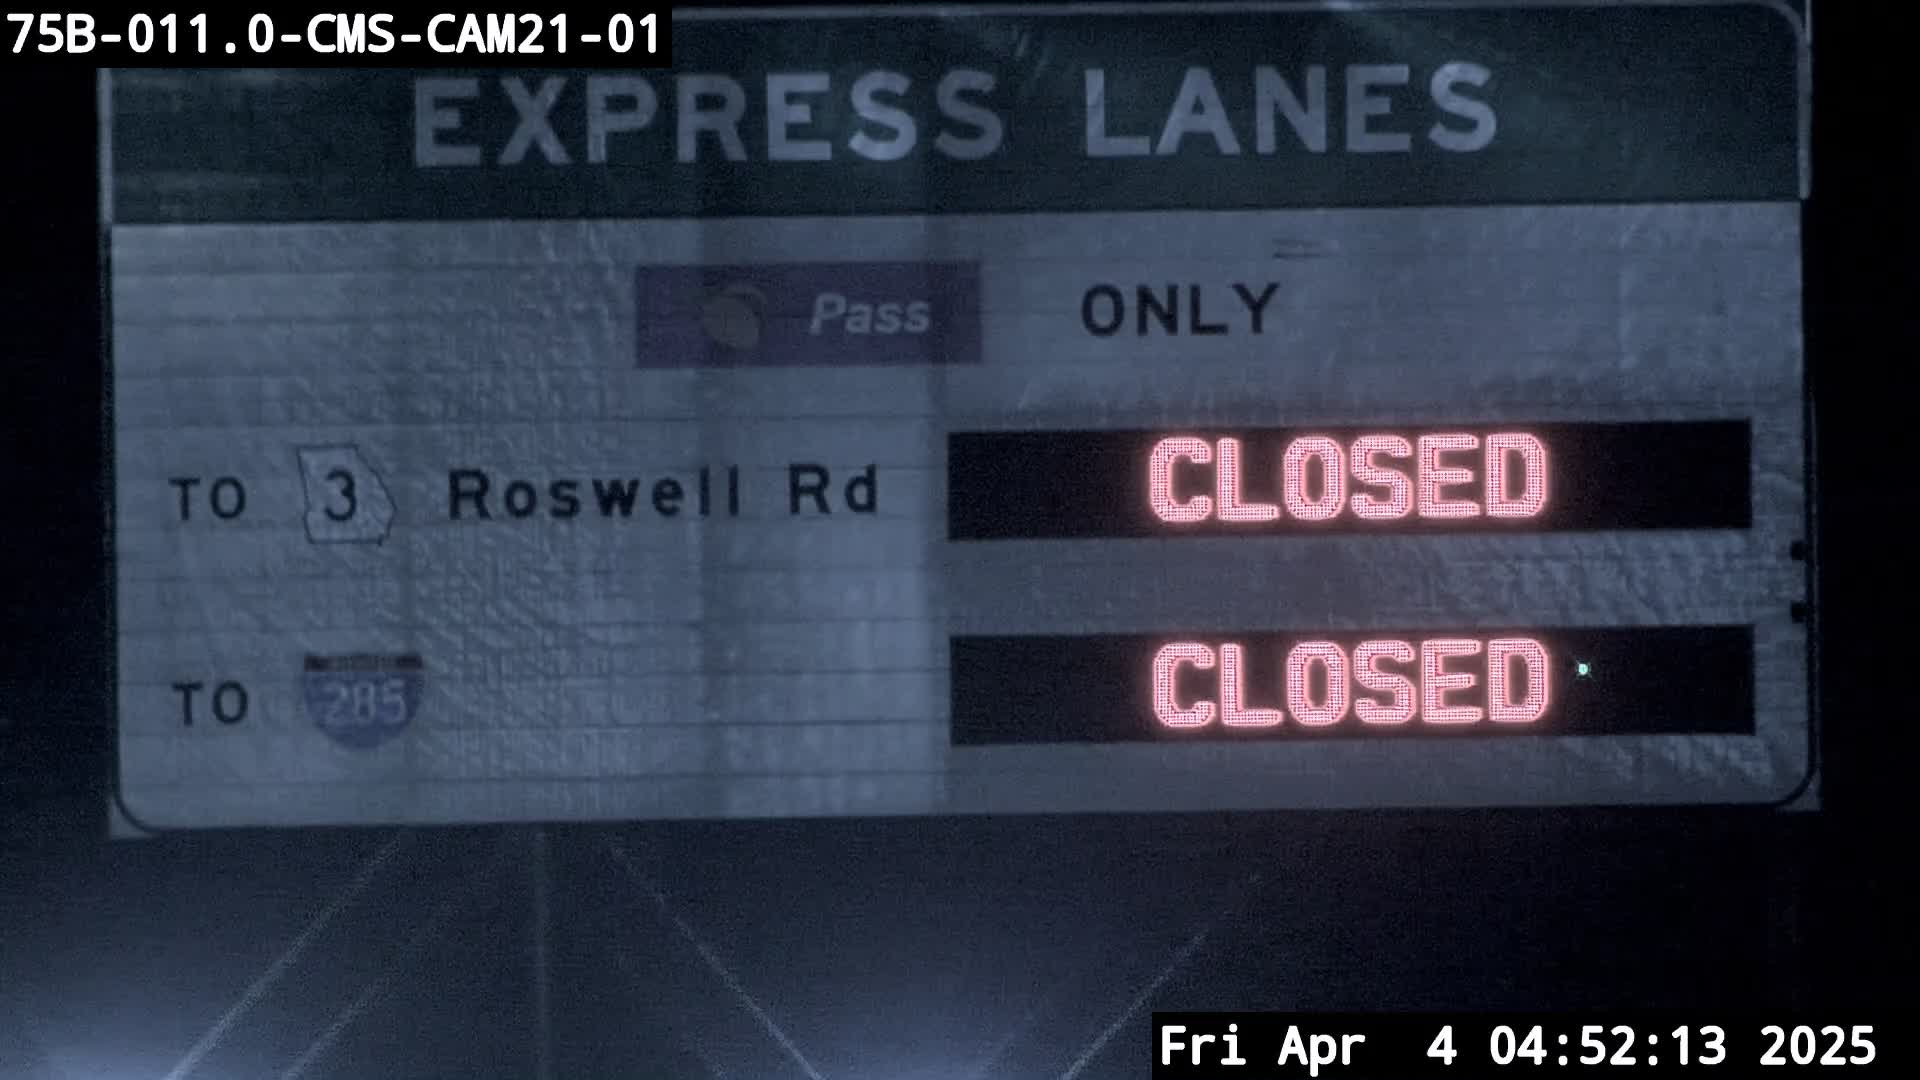 75B-011.0-CMS-CAM21-01
EXPRESS LANES
Pass ONLY
TO 3 Roswell Rd CLOSED
TO 285 CLOSED
Fri Apr 4 04:52:13 2025